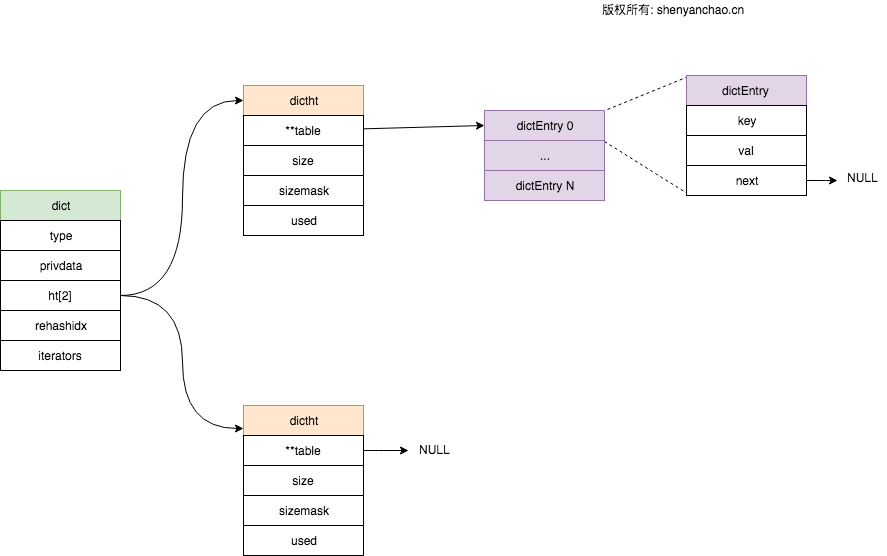 版权所有: shenyanchao.cn
dict
type
privdata
ht[2]
rehashidx
iterators
dictht
**table
size
sizemask
used
dictEntry 0
...
dictEntry N
dictEntry
key
val
next
NULL
dictht
**table
size
sizemask
used
NULL